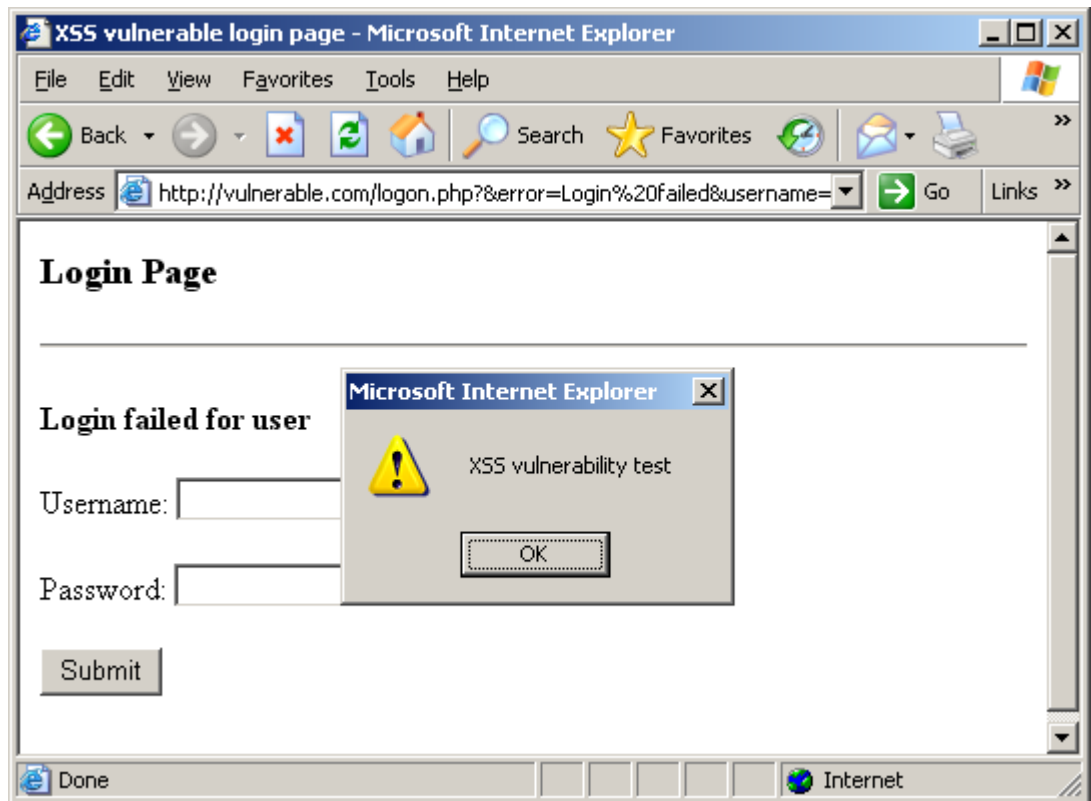 XSS vulnerable login page - Microsoft Internet Explorer
File Edit View Favorites Tools Help
Back Search Favorites »
Address http://vulnerable.com/logon.php?&error=Login%20failed&username= Go Links »
Login Page
Login failed for user
Username:
Password:
Submit
Microsoft Internet Explorer
XSS vulnerability test
OK
Done Internet